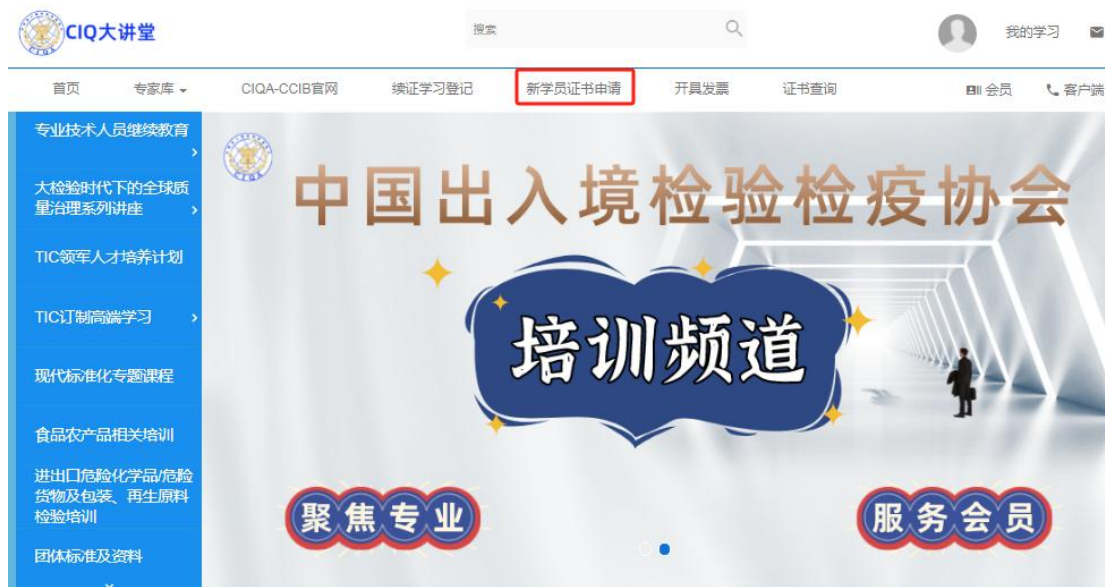 CIQ大讲堂
搜索
我的学习
首页
专家库
CIQA-CCIB官网
续证学习登记
新学员证书申请
开具发票
证书查询
会员
客户端
专业技术人员继续教育
大检验时代下的全球质
量治理系列讲座
TIC领军人才培养计划
TIC订制高端学习
现代标准化专题课程
食品农产品相关培训
进出口危险化学品/危险
货物及包装、再生原料
检验培训
团体标准及资料
CIQA
中国出入境检验检疫协会
培训频道
聚焦专业
服务会员